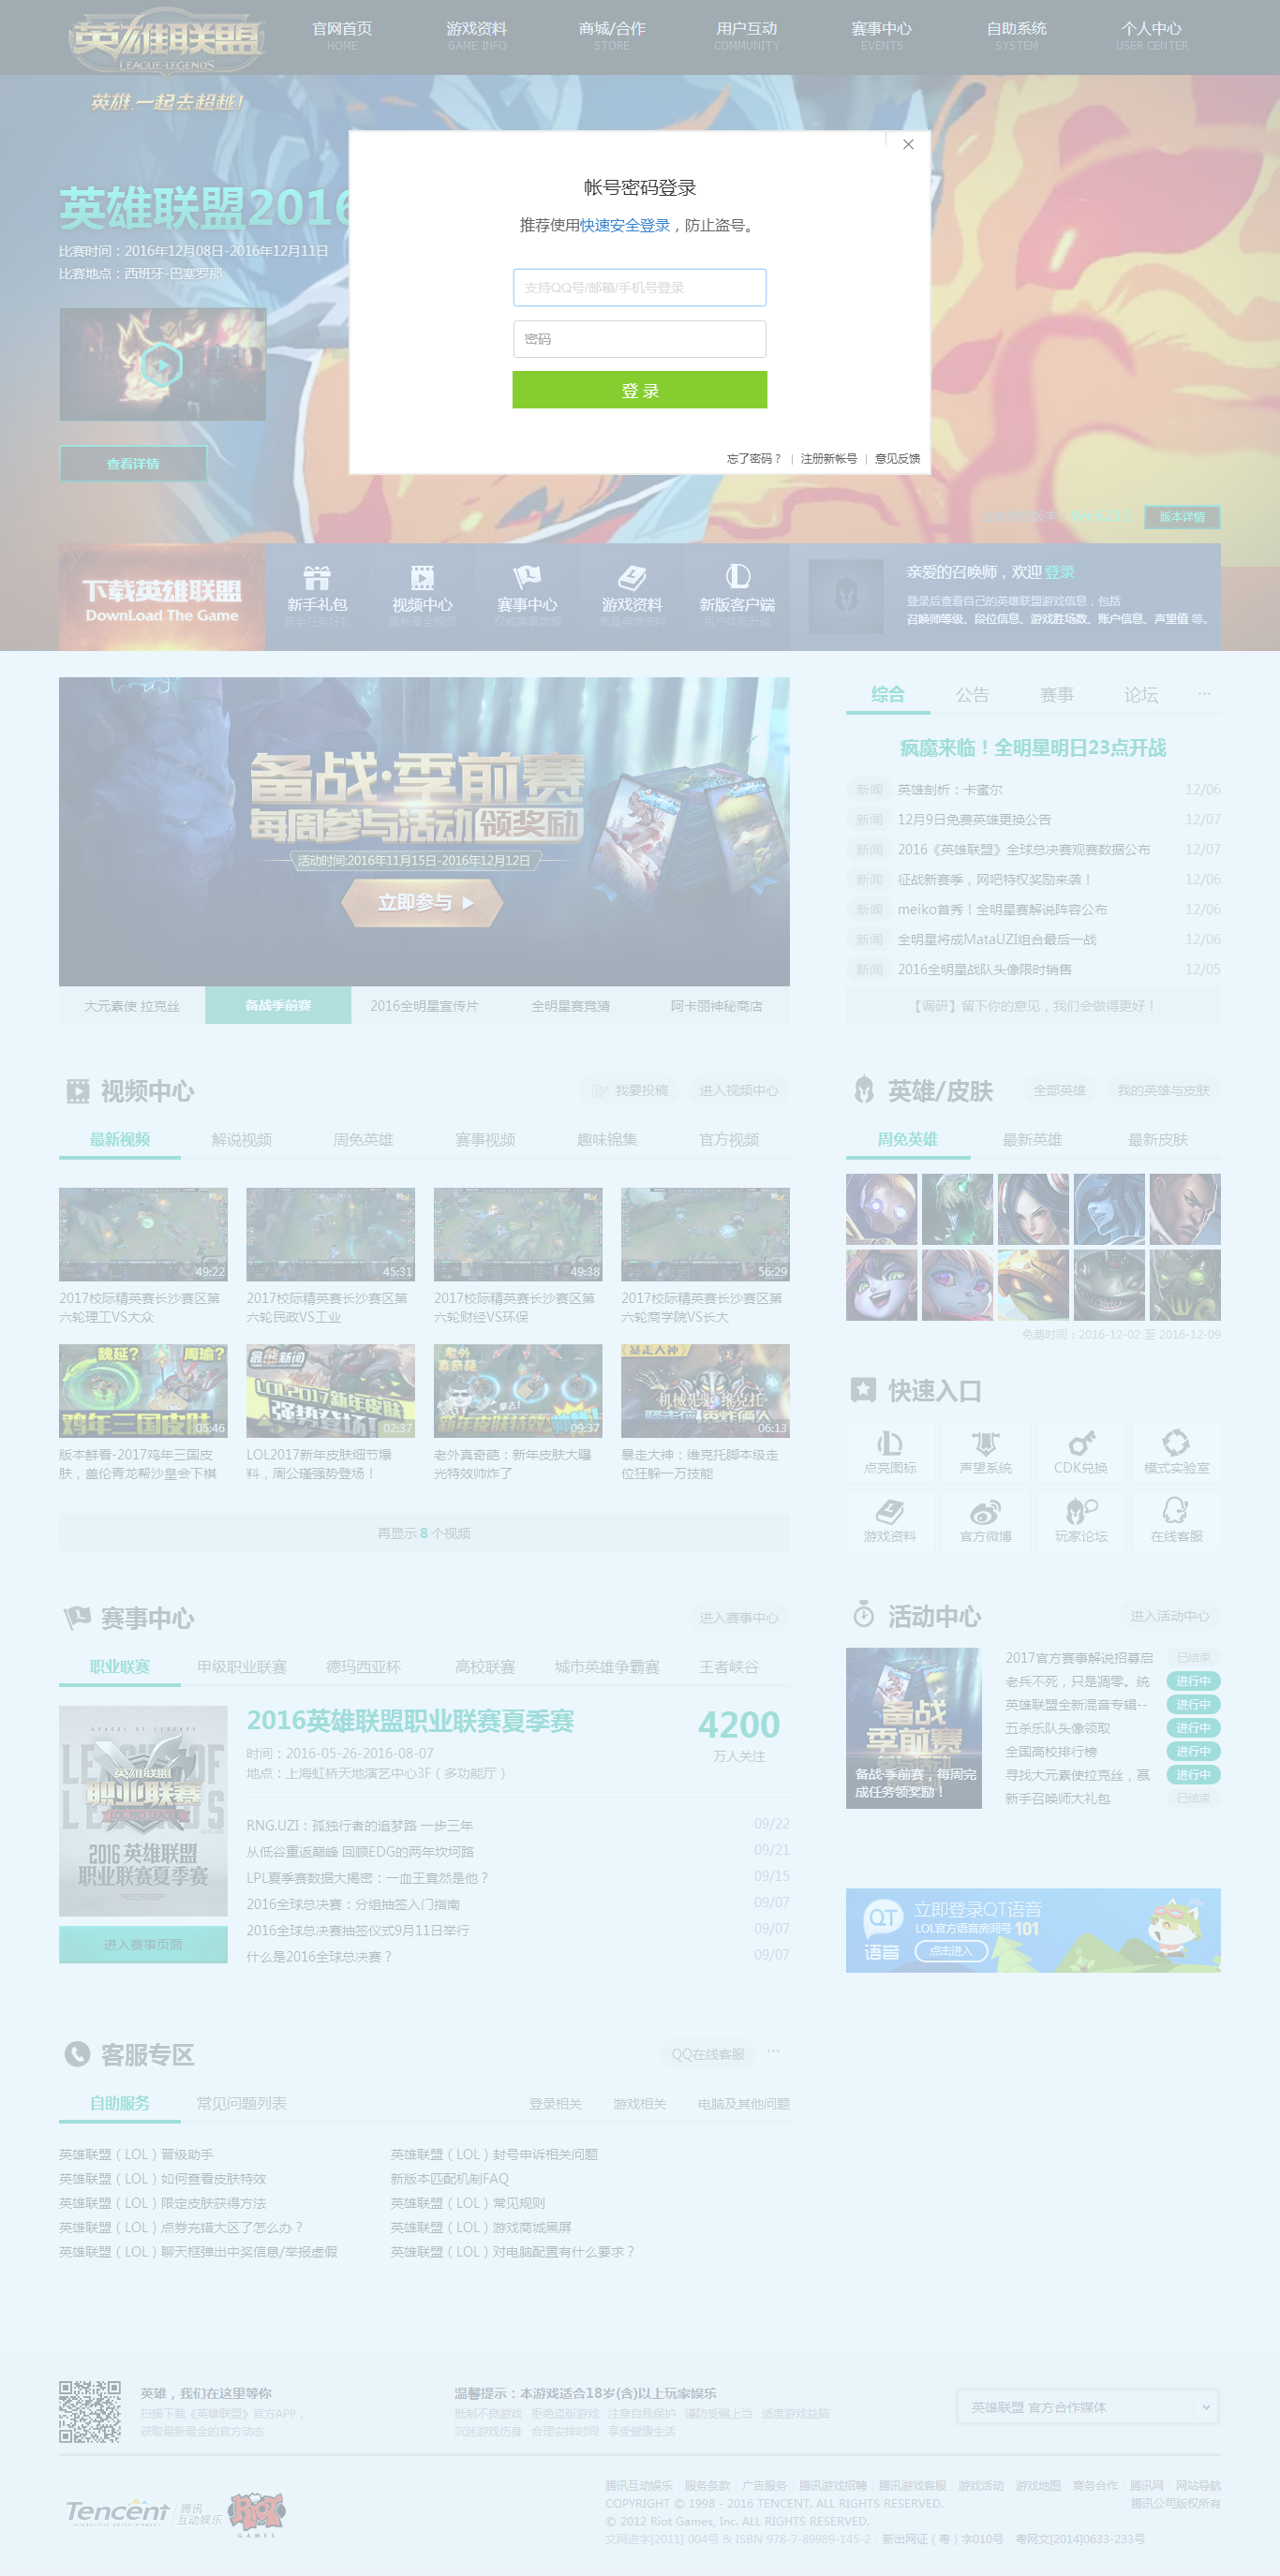 英雄联盟
LEAGUE OF LEGENDS
英雄,一起去超越!
官网首页
HOME
游戏资料
GAME INFO
商城/合作
STORE
用户互动
COMMUNITY
赛事中心
EVENTS
自助系统
SYSTEM
个人中心
USER CENTER
英雄联盟2016
比赛时间：2016年12月08日-2016年12月11日
比赛地点：西班牙-巴塞罗那
查看详情
帐号密码登录
推荐使用快速安全登录，防止盗号。
支持QQ号/邮箱/手机号登录
密码
登 录
忘了密码？ | 注册新帐号 | 意见反馈
版本详情
下载英雄联盟
DownLoad The Game
新手礼包
视频中心
最新最全视频
赛事中心
权威赛事数据
游戏资料
海量英雄资料
新版客户端
用户体验升级
亲爱的召唤师，欢迎 登录
登录后查看自己的英雄联盟游戏信息，包括
召唤师等级、段位信息、游戏胜场数、账户信息、声望值 等。
备战·季前赛
每周参与活动领奖励
活动时间:2016年11月15日-2016年12月12日
立即参与
大元素使 拉克丝
备战季前赛
2016全明星宣传片
全明星赛竞猜
阿卡丽神秘商店
综合 公告 赛事 论坛 ...
疯魔来临！全明星明日23点开战
新闻 英雄剖析：卡蜜尔 12/06
新闻 12月9日免费英雄更换公告 12/07
新闻 2016《英雄联盟》全球总决赛观赛数据公布 12/07
新闻 征战新赛季，网吧特权奖励来袭！ 12/06
新闻 meiko首秀！全明星赛解说阵容公布 12/06
新闻 全明星将成MataUZI组合最后一战 12/06
新闻 2016全明星战队头像限时销售 12/05
【调研】留下你的意见，我们会做得更好！
视频中心 我要投稿 进入视频中心
最新视频 解说视频 周免英雄 赛事视频 趣味锦集 官方视频
49:22
45:31
49:38
56:29
2017校际精英赛长沙赛区第
六轮理工VS大众
2017校际精英赛长沙赛区第
六轮民政VS工业
2017校际精英赛长沙赛区第
六轮财经VS环保
2017校际精英赛长沙赛区第
六轮商学院VS长大
魏延？ 周瑜？
鸡年三国皮肤
05:46
最能新闻
LOL2017新年皮肤
强势登场！
02:37
老外
真奇葩
新年皮肤特效
09:37
暴走大神
机械先驱·维克托
06:13
版本鲜看-2017鸡年三国皮
肤，盖伦青龙帮沙皇会下棋
LOL2017新年皮肤细节爆
料，周公瑾强势登场！
老外真奇葩：新年皮肤大曝
光特效帅炸了
暴走大神：维克托脚本级走
位狂躲一万技能
再显示 8 个视频
英雄/皮肤 全部英雄 我的英雄与皮肤
周免英雄 最新英雄 最新皮肤
免费时间：2016-12-02 至 2016-12-09
快速入口
点亮图标 声望系统 CDK兑换 模式实验室
游戏资料 官方微博 玩家论坛 在线客服
赛事中心 进入赛事中心
职业联赛 甲级职业联赛 德玛西亚杯 高校联赛 城市英雄争霸赛 王者峡谷
LEAGUE OF LEGENDS
英雄联盟
职业联赛
LOL PRO LEAGUE
2016 英雄联盟
职业联赛夏季赛
进入赛事页面
2016英雄联盟职业联赛夏季赛
时间：2016-05-26-2016-08-07
地点：上海虹桥天地演艺中心3F（多功能厅）
4200
万人关注
RNG.UZI：孤独行者的追梦路 一步三年 09/22
从低谷重返巅峰 回顾EDG的两年坎坷路 09/21
LPL夏季赛数据大揭密：一血王竟然是他？ 09/15
2016全球总决赛：分组抽签入门指南 09/07
2016全球总决赛抽签仪式9月11日举行 09/07
什么是2016全球总决赛？ 09/07
活动中心 进入活动中心
备战
季前赛
备战·季前赛，每周完
成任务领奖励！
2017官方赛事解说招募启 已结束
老兵不死，只是凋零。统 进行中
英雄联盟全新混音专辑-- 进行中
五杀乐队头像领取 进行中
全国高校排行榜 进行中
寻找大元素使拉克丝，赢 进行中
新手召唤师大礼包 已结束
QT
语音
立即登录QT语音
LOL官方语音房间号 101
点击进入
客服专区 QQ在线客服 ...
自助服务 常见问题列表 登录相关 游戏相关 电脑及其他问题
英雄联盟（LOL）晋级助手
英雄联盟（LOL）封号申诉相关问题
英雄联盟（LOL）如何查看皮肤特效
新版本匹配机制FAQ
英雄联盟（LOL）限定皮肤获得方法
英雄联盟（LOL）常见规则
英雄联盟（LOL）点券充错大区了怎么办？
英雄联盟（LOL）游戏商城黑屏
英雄联盟（LOL）聊天框弹出中奖信息/举报虚假
英雄联盟（LOL）对电脑配置有什么要求？
英雄，我们在这里等你
扫描下载《英雄联盟》官方APP，
获取最新最全的官方动态
温馨提示：本游戏适合18岁(含)以上玩家娱乐
抵制不良游戏 拒绝盗版游戏 注意自我保护 谨防受骗上当 适度游戏益脑
沉迷游戏伤身 合理安排时间 享受健康生活
英雄联盟 官方合作媒体
Tencent 腾讯
互动娱乐
RIOT
GAMES
腾讯互动娱乐 | 服务条款 | 广告服务 | 腾讯游戏招聘 | 腾讯游戏客服 | 游戏活动 | 游戏地图 | 商务合作 | 腾讯网 | 网站导航
COPYRIGHT © 1998 - 2016 TENCENT. ALL RIGHTS RESERVED.
腾讯公司版权所有
© 2012 Riot Games, Inc. ALL RIGHTS RESERVED.
文网进字[2011] 004号 & ISBN 978-7-89989-145-2 | 新出网证（粤）字010号 | 粤网文[2014]0633-233号